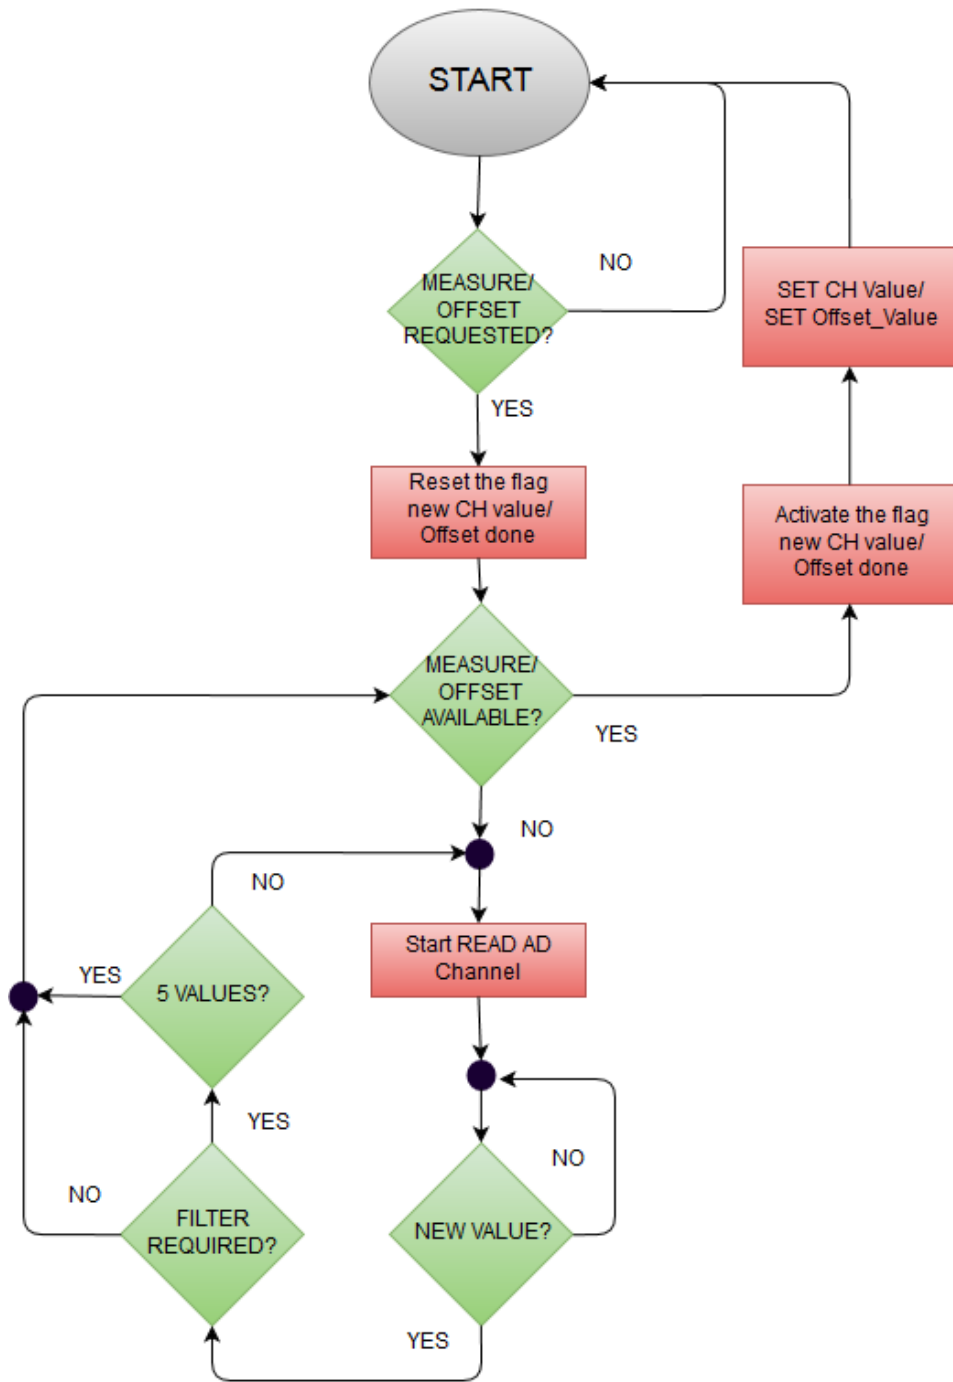 START
MEASURE/
OFFSET
REQUESTED?
NO
YES
SET CH Value/
SET Offset_Value
Reset the flag
new CH value/
Offset done
Activate the flag
new CH value/
Offset done
MEASURE/
OFFSET
AVAILABLE?
YES
NO
NO
Start READ AD
Channel
YES
5 VALUES?
YES
NO
NO
FILTER
REQUIRED?
NEW VALUE?
YES